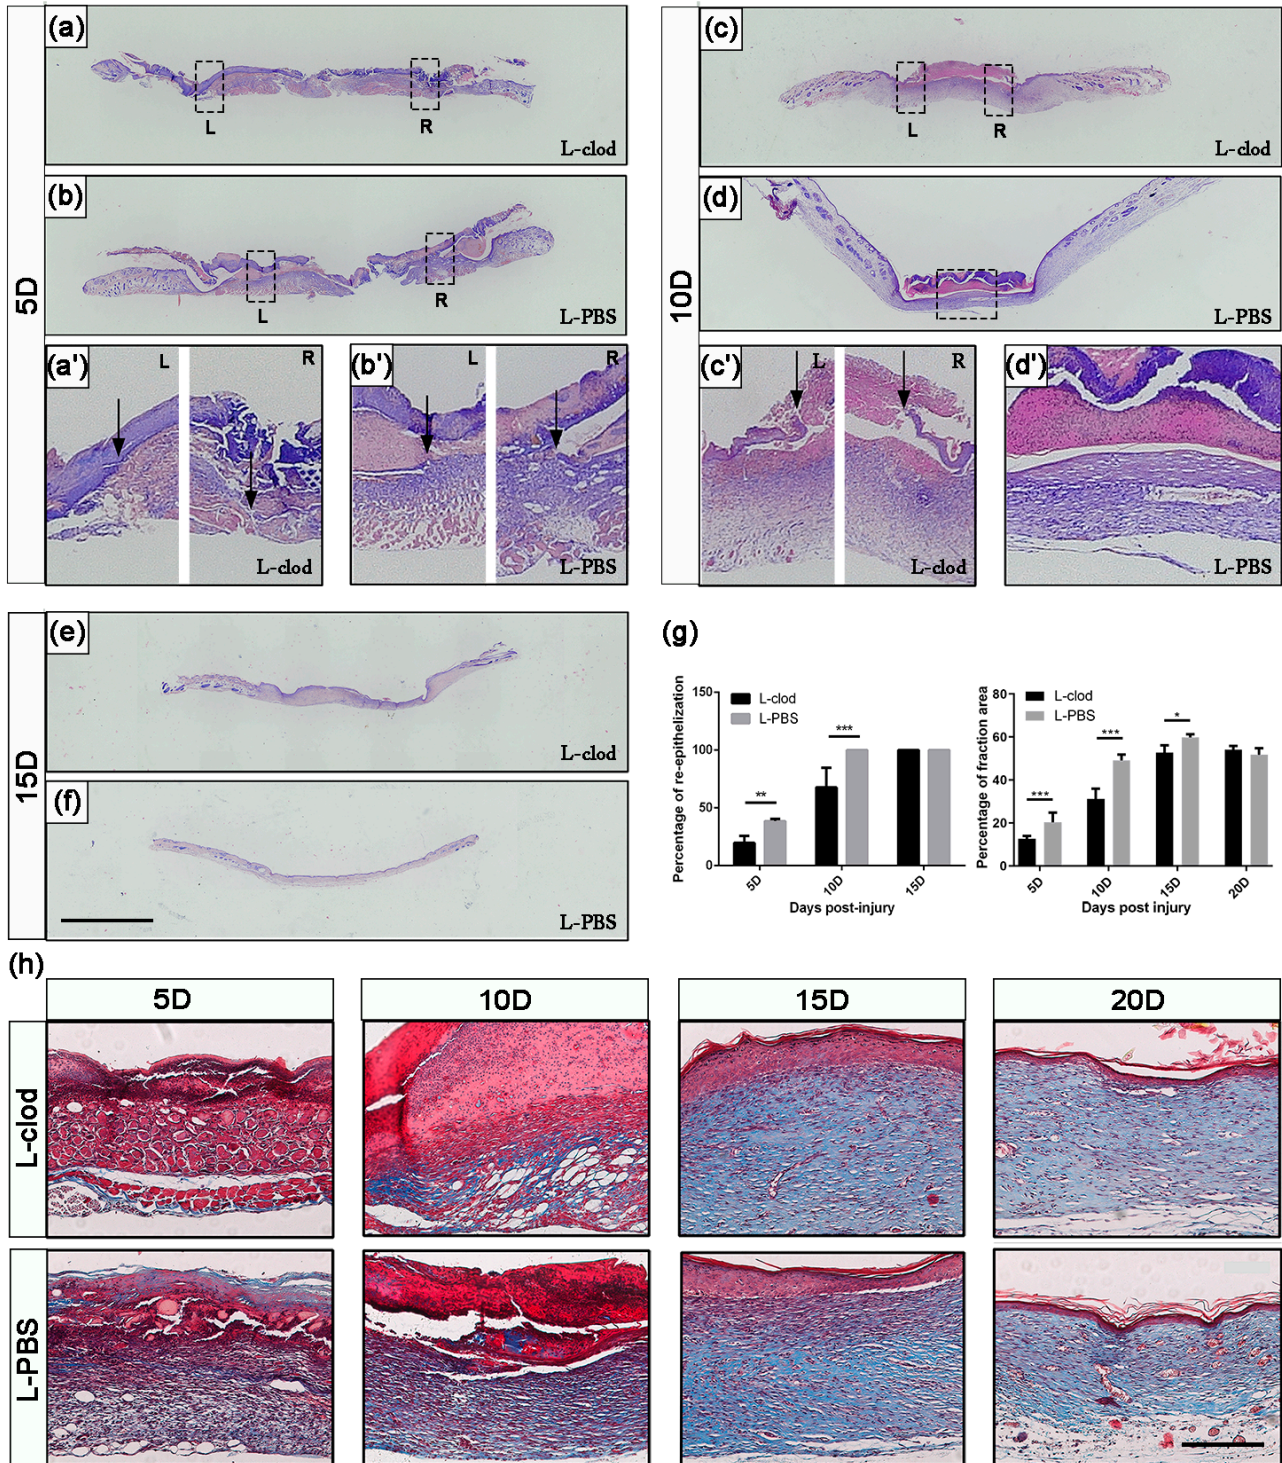 5D
(a)
L
R
L-clod
(b)
L
R
L-PBS
(a')
L
R
L-clod
(b')
L
R
L-PBS
10D
(c)
L
R
L-clod
(d)
L-PBS
(c')
L
R
L-clod
(d')
L-PBS
15D
(e)
L-clod
(f)
L-PBS
(g)
Percentage of re-epithelization
150
100
50
0
L-clod
L-PBS
**
***
5D
10D
15D
Days post-injury
Percentage of fraction area
80
60
40
20
0
L-clod
L-PBS
***
***
*
5D
10D
15D
20D
Days post injury
(h)
5D
10D
15D
20D
L-clod
L-PBS